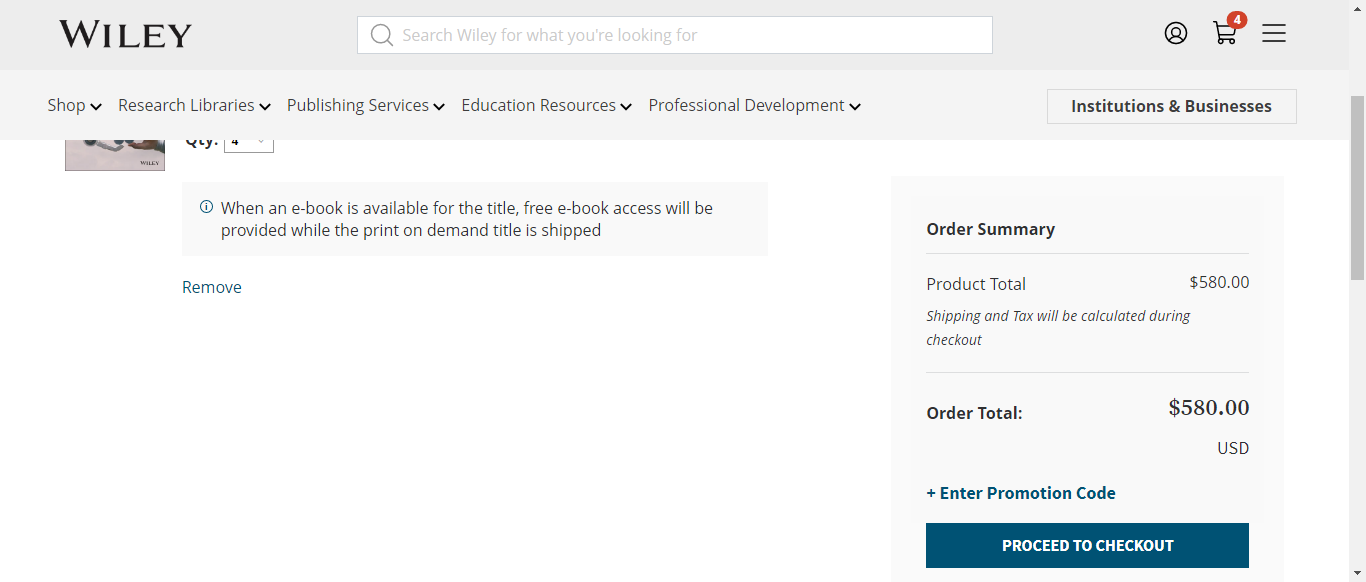 WILEY
Search Wiley for what you're looking for
4
Shop
Research Libraries
Publishing Services
Education Resources
Professional Development
Institutions & Businesses
WILEY
Qty: 4
When an e-book is available for the title, free e-book access will be
provided while the print on demand title is shipped
Remove
Order Summary
Product Total $580.00
Shipping and Tax will be calculated during
checkout
Order Total: $580.00
USD
+ Enter Promotion Code
PROCEED TO CHECKOUT